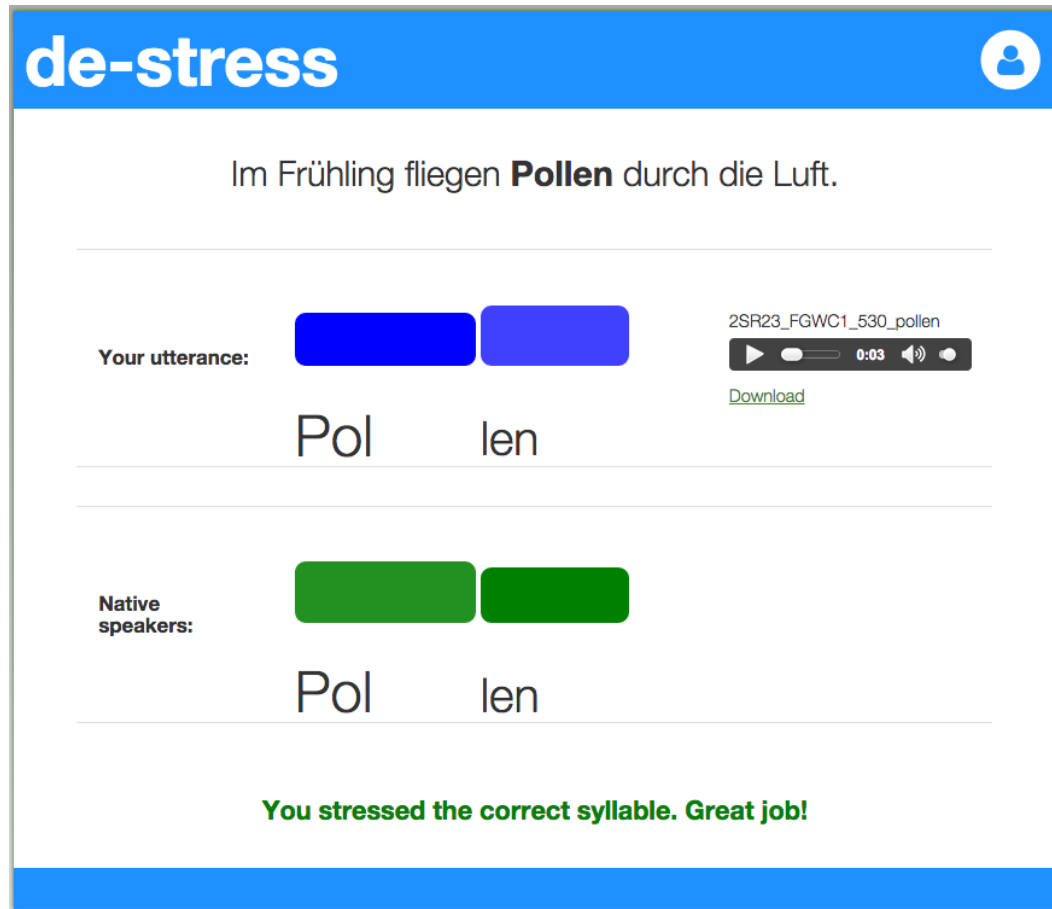 de-stress
Im Frühling fliegen Pollen durch die Luft.
2SR23_FGWC1_530_pollen
Your utterance:
0:03
Download
Pol len
Native
speakers:
Pol len
You stressed the correct syllable. Great job!